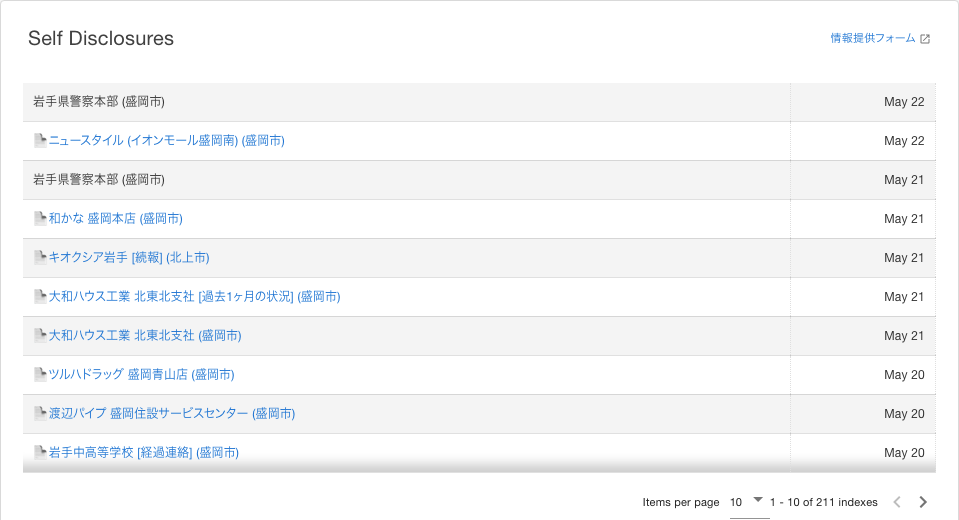 Self Disclosures
情報提供フォーム
岩手県警察本部 (盛岡市) May 22
ニュースタイル (イオンモール盛岡南) (盛岡市) May 22
岩手県警察本部 (盛岡市) May 21
和かな 盛岡本店 (盛岡市) May 21
キオクシア岩手 [続報] (北上市) May 21
大和ハウス工業 北東北支社 [過去1ヶ月の状況] (盛岡市) May 21
大和ハウス工業 北東北支社 (盛岡市) May 21
ツルハドラッグ 盛岡青山店 (盛岡市) May 20
渡辺パイプ 盛岡住設サービスセンター (盛岡市) May 20
岩手中高等学校 [経過連絡] (盛岡市) May 20
Items per page 10 1 - 10 of 211 indexes